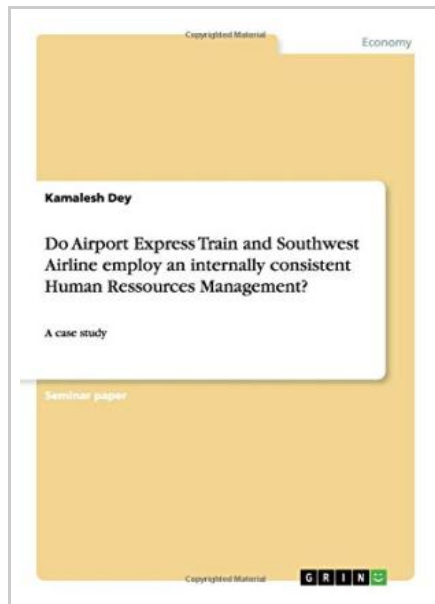 Copyrighted Material
Economy
Kamalesh Dey
Do Airport Express Train and Southwest
Airline employ an internally consistent
Human Ressources Management?
A case study
Seminar paper
Copyrighted Material
GRIN